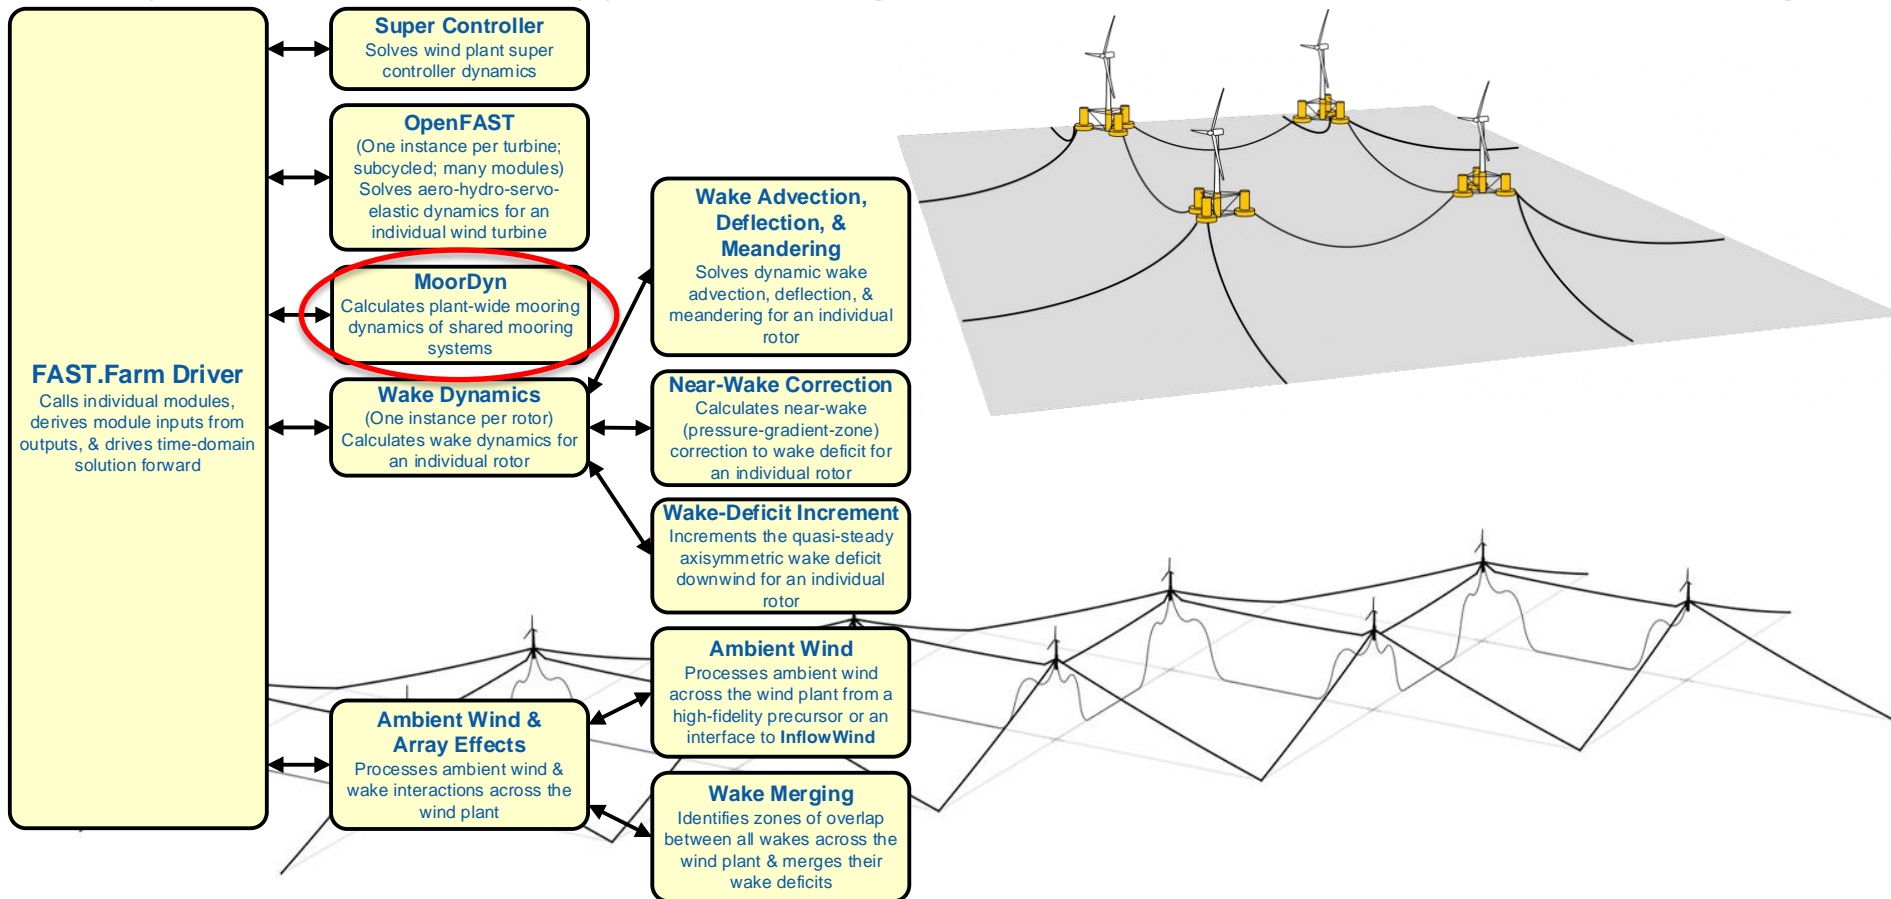 FAST.Farm Driver
Calls individual modules,
derives module inputs from
outputs, & drives time-domain
solution forward
Super Controller
Solves wind plant super
controller dynamics
OpenFAST
(One instance per turbine;
subcycled; many modules)
Solves aero-hydro-servo-
elastic dynamics for an
individual wind turbine
MoorDyn
Calculates plant-wide mooring
dynamics of shared mooring
systems
Wake Dynamics
(One instance per rotor)
Calculates wake dynamics for
an individual rotor
Ambient Wind &
Array Effects
Processes ambient wind &
wake interactions across the
wind plant
Wake Advection,
Deflection, &
Meandering
Solves dynamic wake
advection, deflection, &
meandering for an individual
rotor
Near-Wake Correction
Calculates near-wake
(pressure-gradient-zone)
correction to wake deficit for
an individual rotor
Wake-Deficit Increment
Increments the quasi-steady
axisymmetric wake deficit
downwind for an individual
rotor
Ambient Wind
Processes ambient wind
across the wind plant from a
high-fidelity precursor or an
interface to InflowWind
Wake Merging
Identifies zones of overlap
between all wakes across the
wind plant & merges their
wake deficits